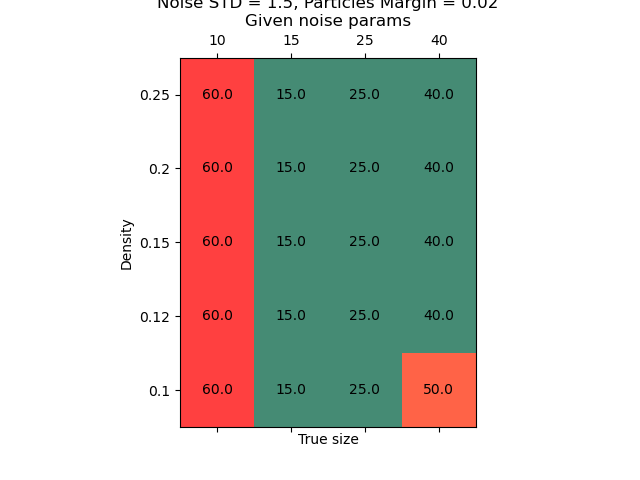 Noise STD = 1.5, Particles Margin = 0.02
Given noise params
10 15 25 40
0.25 60.0 15.0 25.0 40.0
0.2 60.0 15.0 25.0 40.0
0.15 60.0 15.0 25.0 40.0
0.12 60.0 15.0 25.0 40.0
0.1 60.0 15.0 25.0 50.0
Density
True size